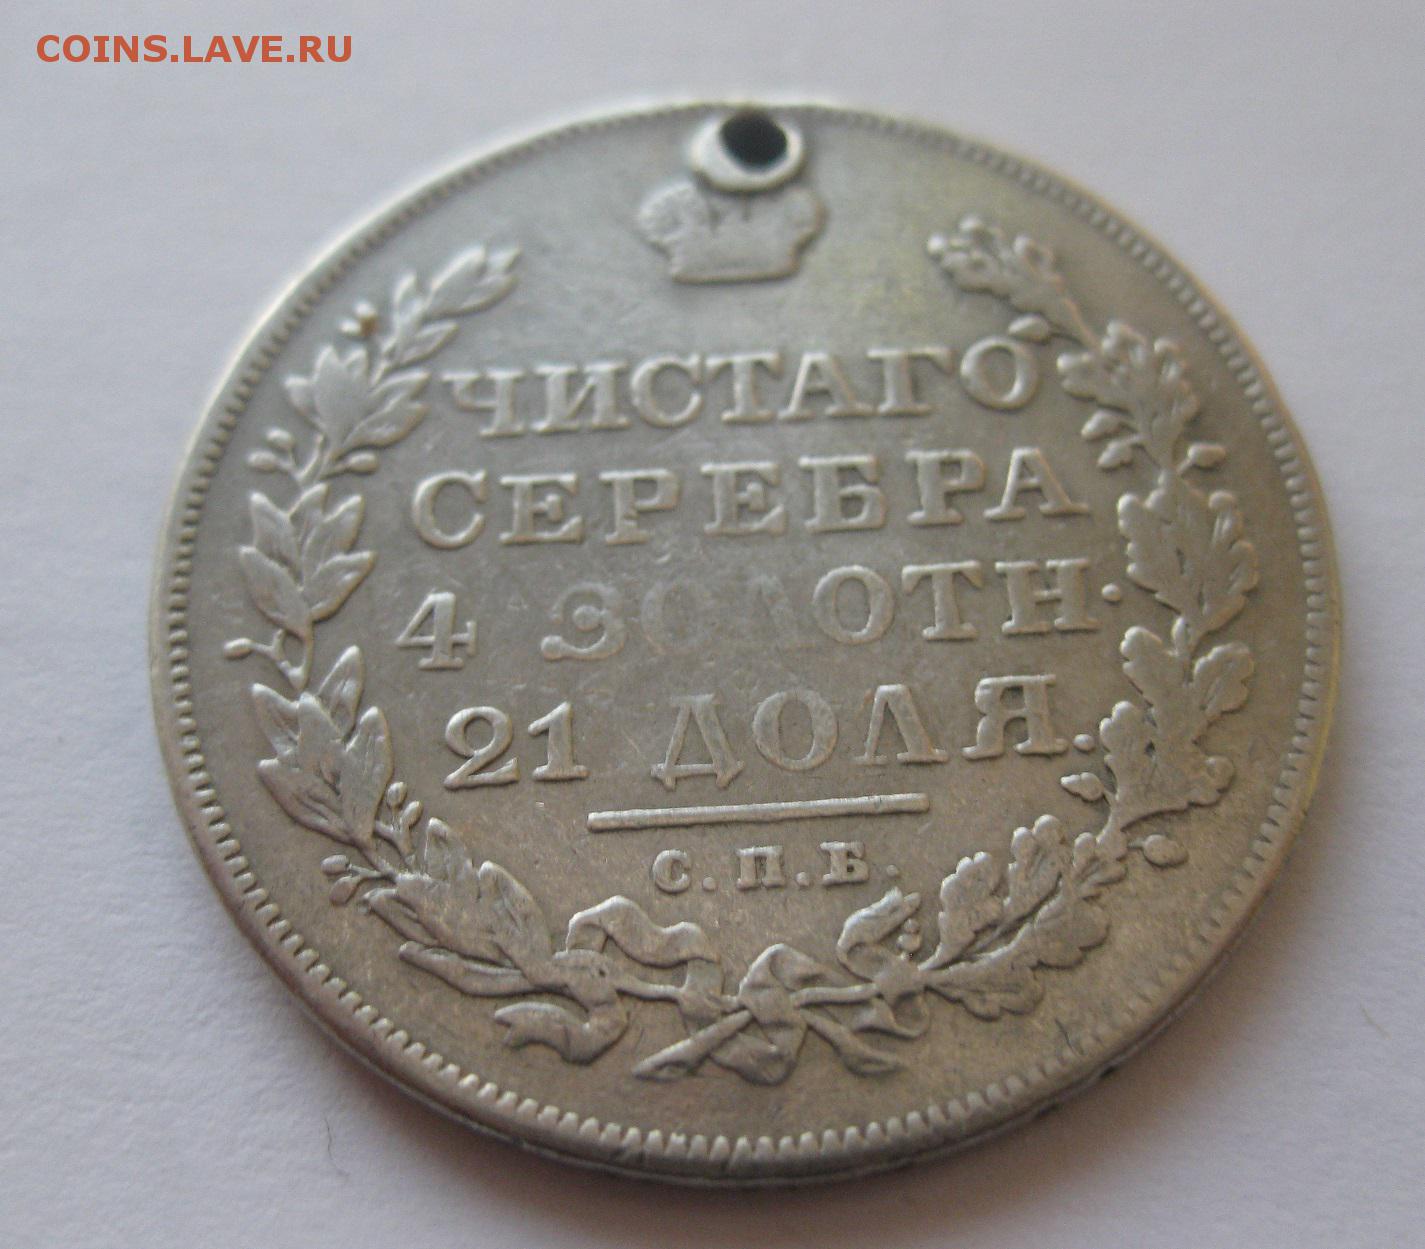 COINS.LAVE.RU
ЧИСТАГО
СЕРЕБРА
4 ЗОЛОТН.
21 ДОЛЯ.
С.П.Б.